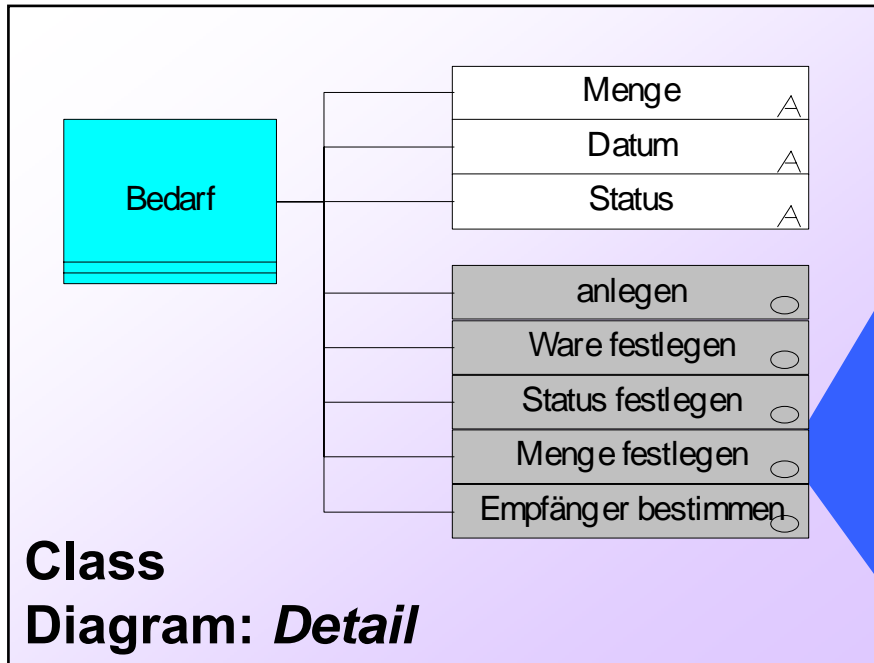 Menge
Datum
Status
Bedarf
anlegen
Ware festlegen
Status festlegen
Menge festlegen
Empfänger bestimmen
Class
Diagram: Detail